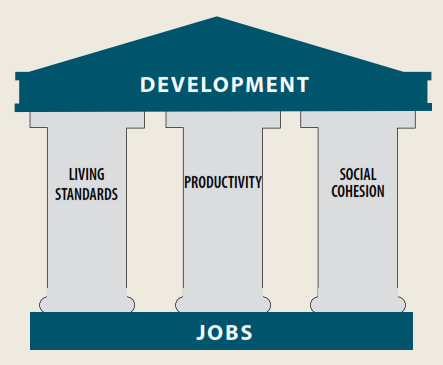 DEVELOPMENT
LIVING
STANDARDS
PRODUCTIVITY
SOCIAL
COHESION
JOBS